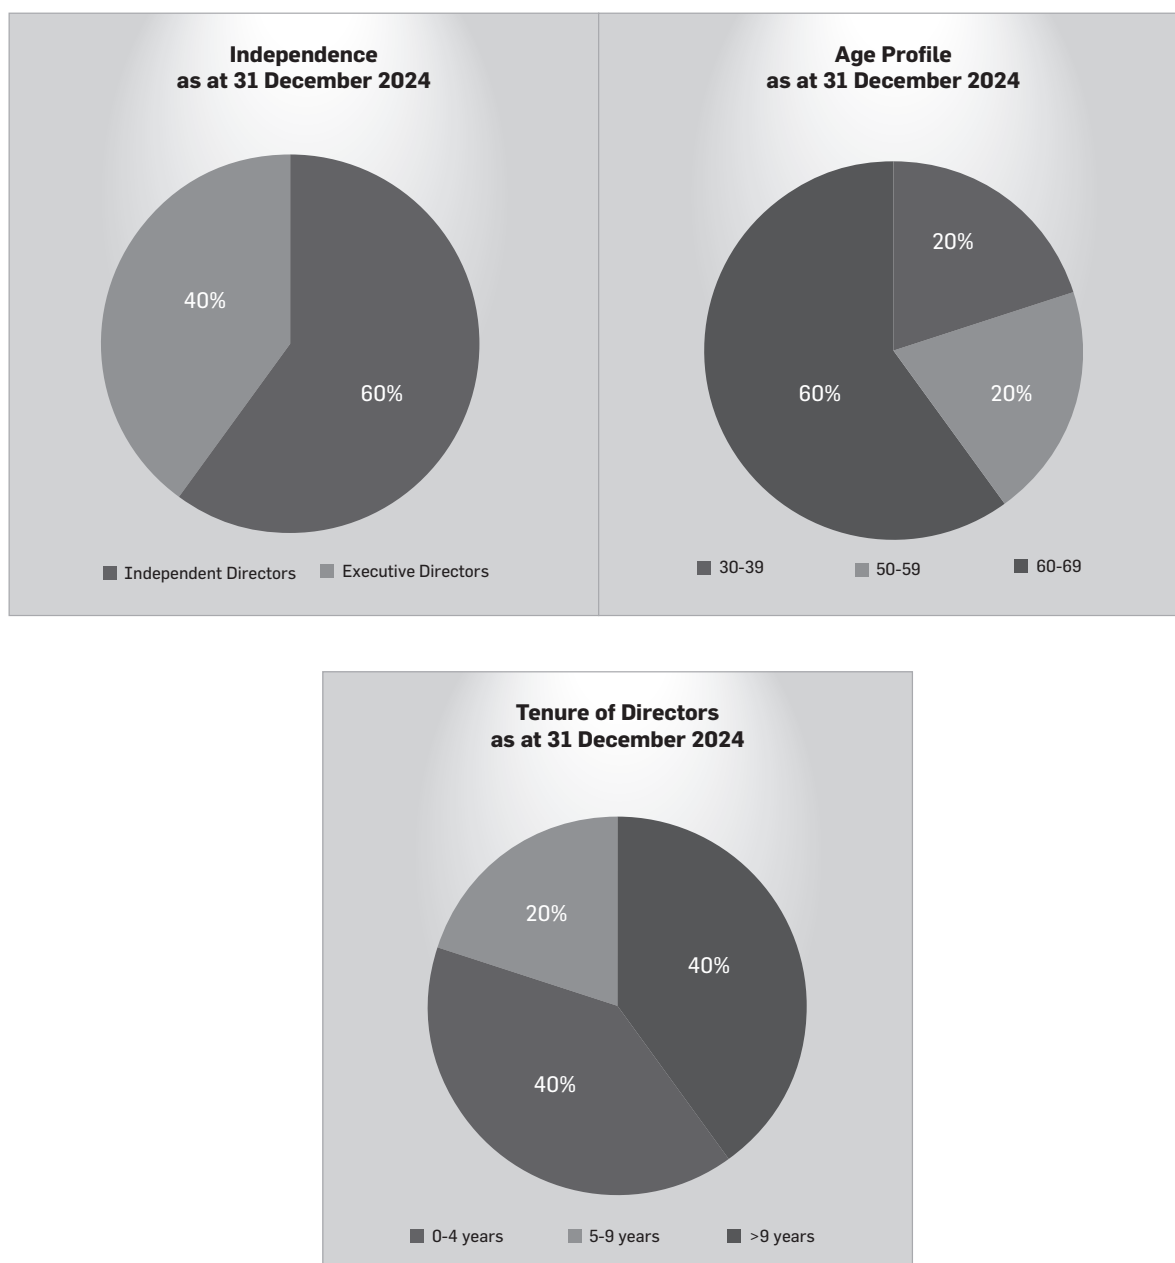 Independence
as at 31 December 2024
40%
60%
Independent Directors
Executive Directors
Age Profile
as at 31 December 2024
20%
60%
20%
30-39
50-59
60-69
Tenure of Directors
as at 31 December 2024
20%
40%
40%
0-4 years
5-9 years
>9 years